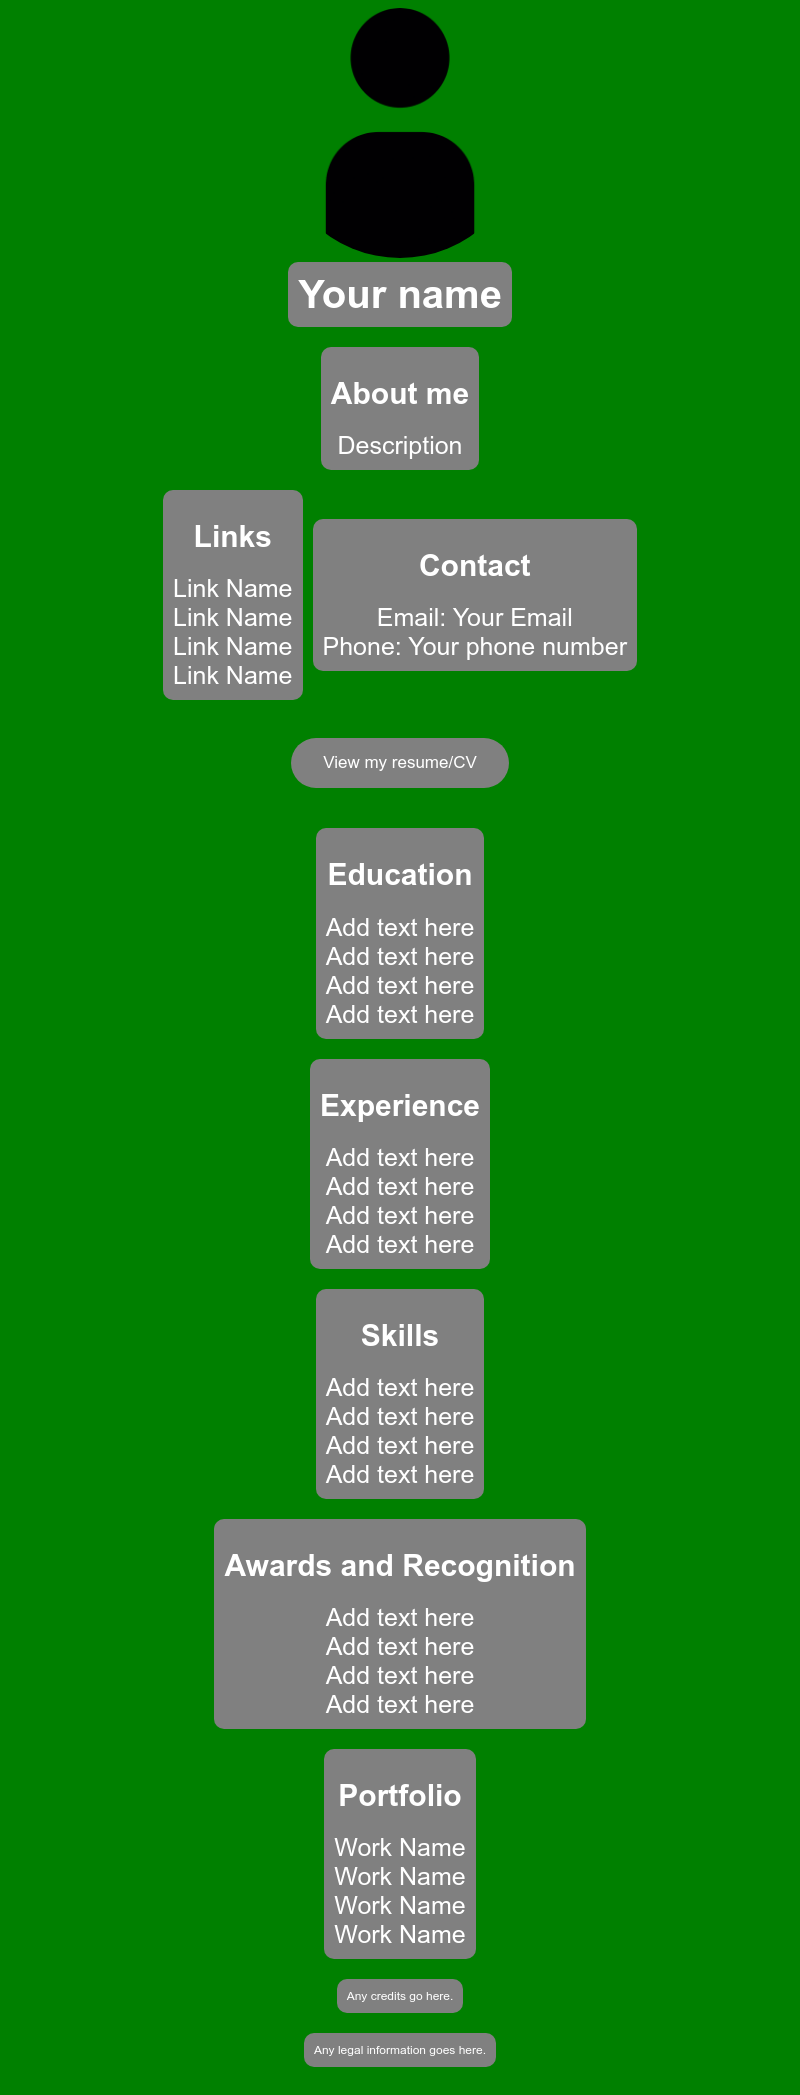 Your name
About me
Description
Links
Link Name
Link Name
Link Name
Link Name
Contact
Email: Your Email
Phone: Your phone number
View my resume/CV
Education
Add text here
Add text here
Add text here
Add text here
Experience
Add text here
Add text here
Add text here
Add text here
Skills
Add text here
Add text here
Add text here
Add text here
Awards and Recognition
Add text here
Add text here
Add text here
Add text here
Portfolio
Work Name
Work Name
Work Name
Work Name
Any credits go here.
Any legal information goes here.